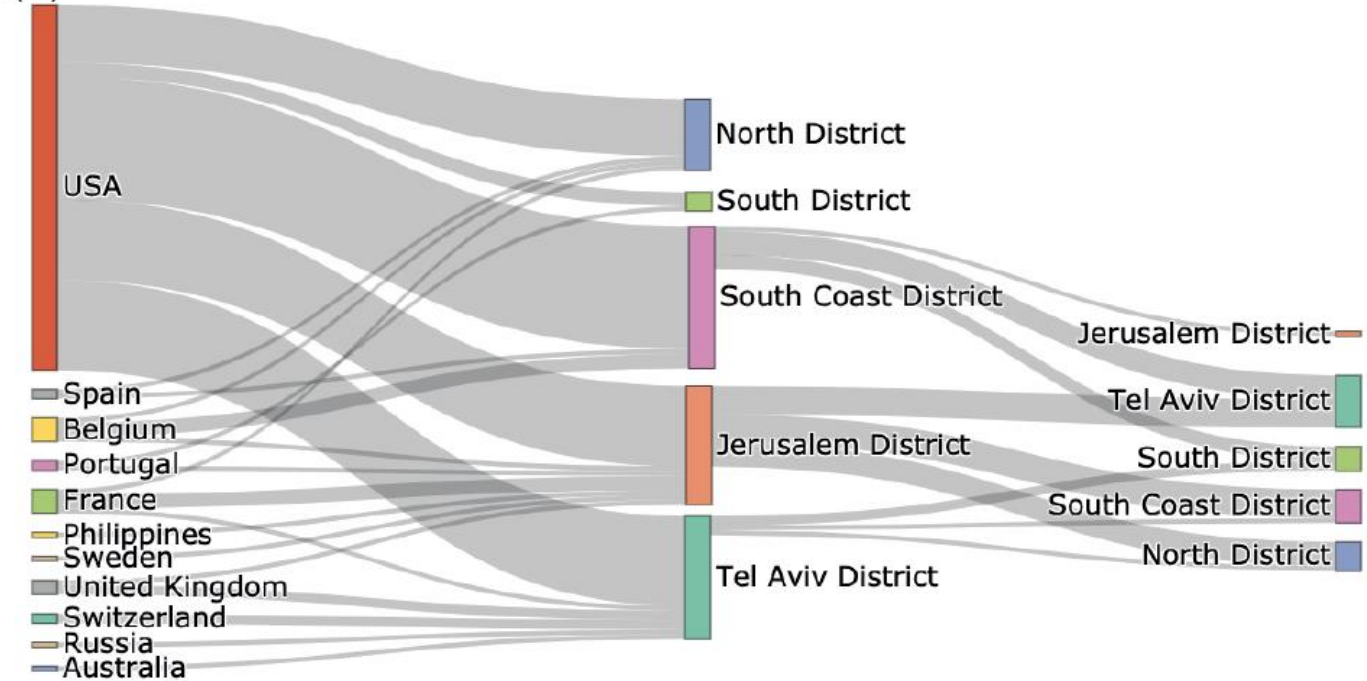 USA
Spain
Belgium
Portugal
France
Philippines
Sweden
United Kingdom
Switzerland
Russia
Australia
North District
South District
South Coast District
Jerusalem District
Tel Aviv District
Jerusalem District
Tel Aviv District
South District
South Coast District
North District